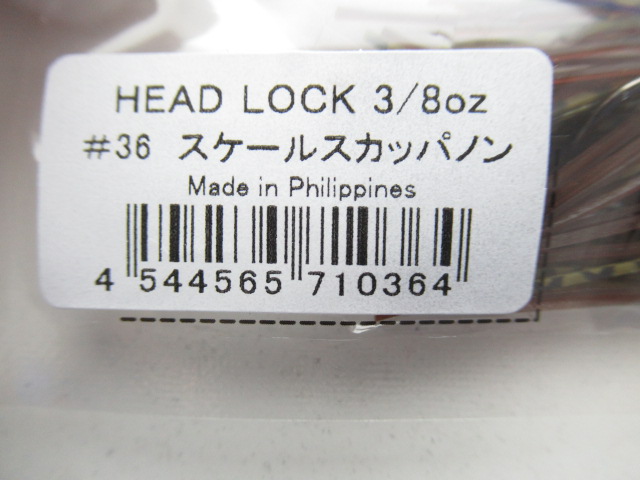 HEAD LOCK 3/8oz
#36 スケールスカッパノン
Made in Philippines
4 544565 710364